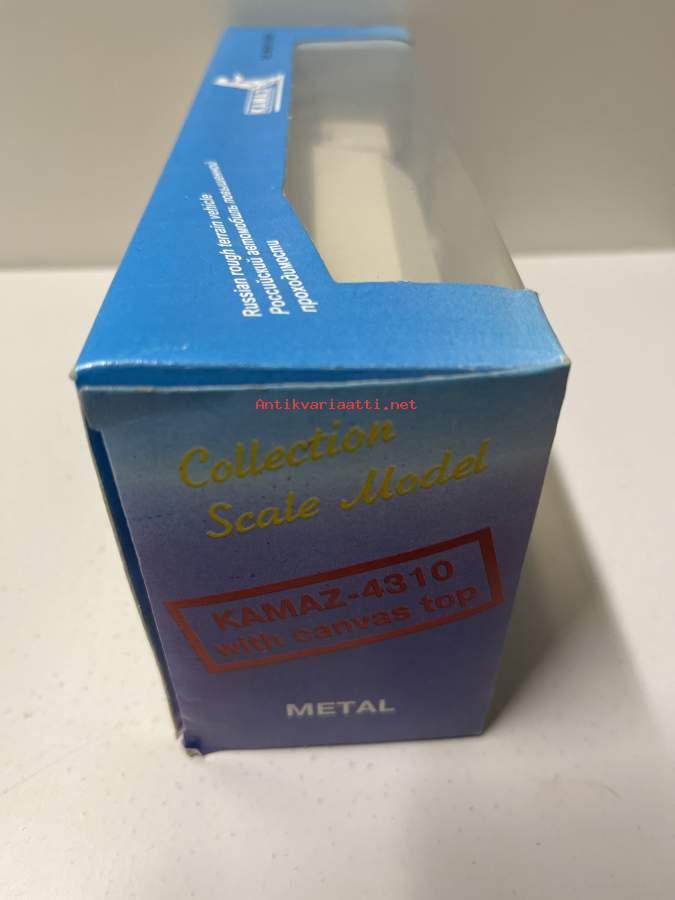 KAMAZ
Russian rough terrain vehicle
Российский автомобиль повышенной
проходимости
Antikvariaatti.net
Collection
Scale Model
KAMAZ-4310
with canvas top
METAL